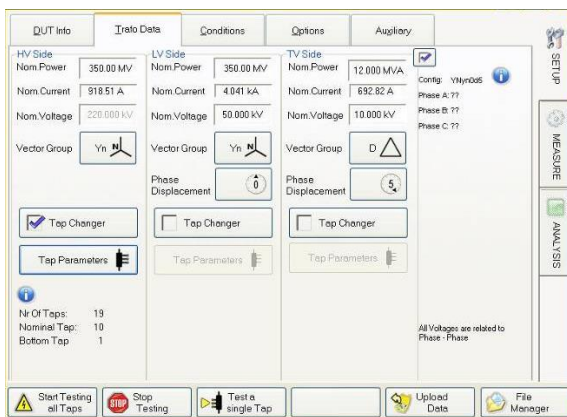 DUT Info
Trafo Data
Conditions
Options
Auxiliary
HV Side
Nom.Power 350.00 MV
Nom.Current 918.51 A
Nom.Voltage 220.000 kV
Vector Group Yn N
Tap Changer
Tap Parameters
Nr Of Taps: 19
Nominal Tap: 10
Bottom Tap 1
LV Side
Nom.Power 350.00 MV
Nom.Current 4.041 kA
Nom.Voltage 50.000 kV
Vector Group Yn N
Phase
Displacement 0
Tap Changer
Tap Parameters
TV Side
Nom.Power 12.000 MVA
Nom.Current 692.82 A
Nom.Voltage 10.000 kV
Vector Group D
Phase
Displacement 5
Tap Changer
Tap Parameters
Config: YNyn0d5
Phase A: ??
Phase B: ??
Phase C: ??
All Voltages are related to
Phase - Phase
SETUP
MEASURE
ANALYSIS
Start Testing
all Taps
STOP
Stop
Testing
Test a
single Tap
Upload
Data
File
Manager